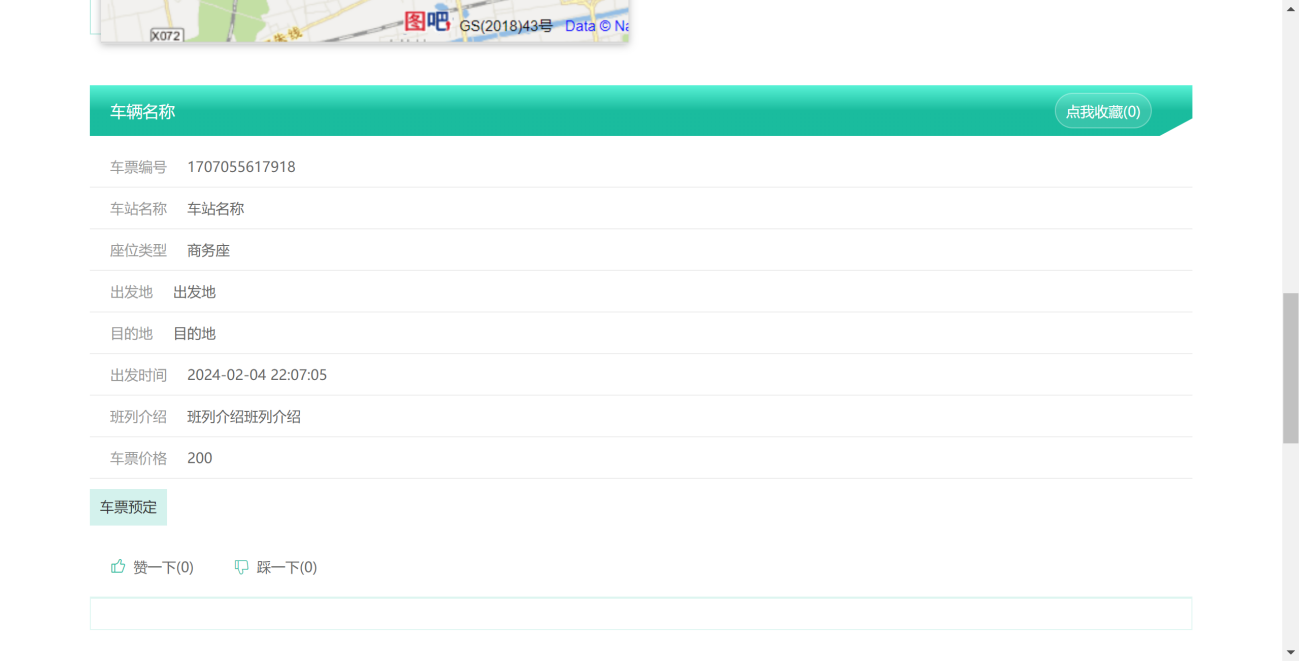 图吧 GS(2018)43号 Data © Na
X072
车辆名称 点我收藏(0)
车票编号 1707055617918
车站名称 车站名称
座位类型 商务座
出发地 出发地
目的地 目的地
出发时间 2024-02-04 22:07:05
班列介绍 班列介绍班列介绍
车票价格 200
车票预定
赞一下(0) 踩一下(0)